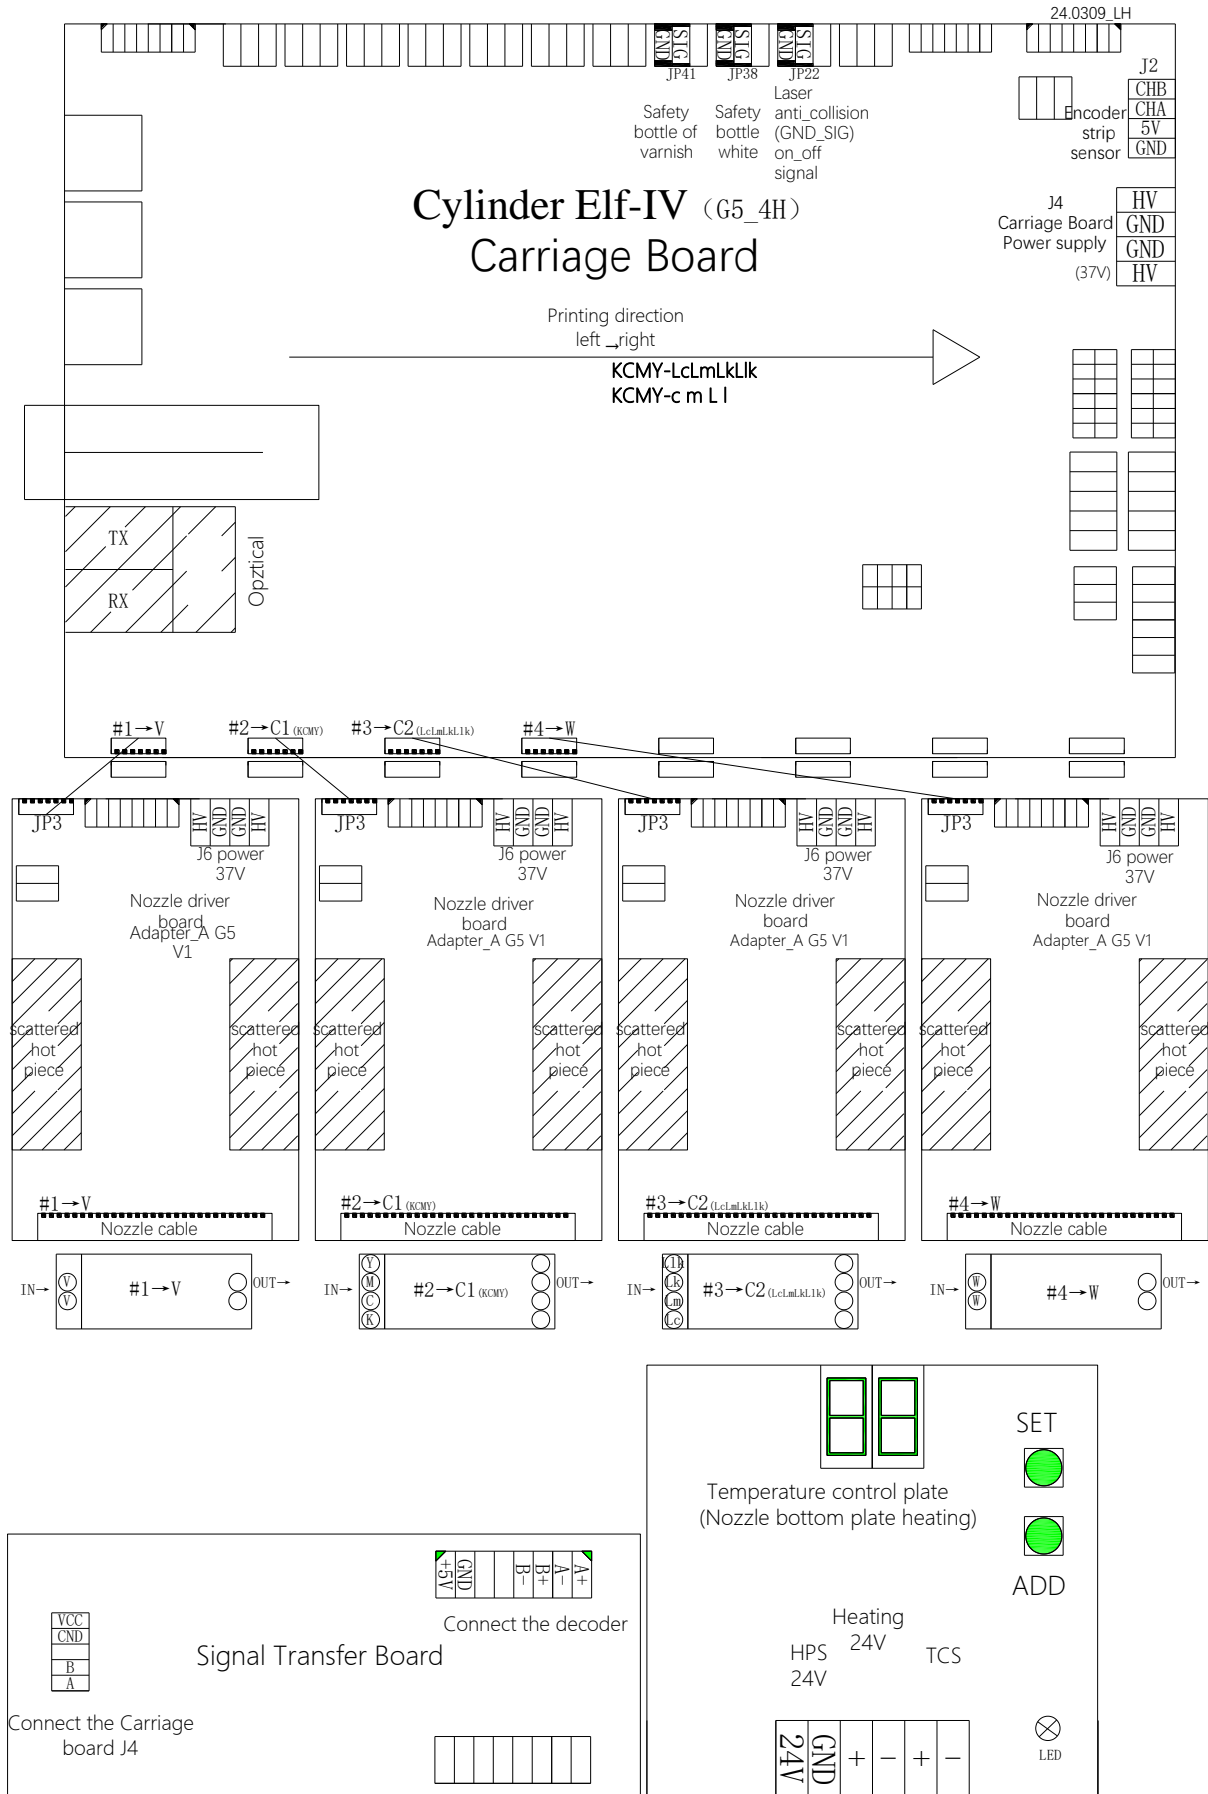 24.0309_LH
GND SIG GND SIG GND SIG
JP41 JP38 JP22
J2
CHB
CHA
5V
GND
Encoder
strip
sensor
Safety
bottle of
varnish
Safety
bottle
white
Laser
anti_collision
(GND_SIG)
on_off
signal
Cylinder Elf-IV (G5_4H)
Carriage Board
J4
Carriage Board
Power supply
(37V)
HV
GND
GND
HV
Printing direction
left →right
KCMY-LcLmLkLlk
KCMY-c m L l
TX
RX
Opztical
#1→V #2→C1(KCMY) #3→C2(LcLmLkLlk) #4→W
JP3 HV GND GND HV
J6 power
37V
Nozzle driver
board
Adapter_A G5
V1
scattered
hot
piece
scattered
hot
piece
#1→V
Nozzle cable
JP3 HV GND GND HV
J6 power
37V
Nozzle driver
board
Adapter_A G5 V1
scattered
hot
piece
scattered
hot
piece
#2→C1(KCMY)
Nozzle cable
JP3 HV GND GND HV
J6 power
37V
Nozzle driver
board
Adapter_A G5 V1
scattered
hot
piece
scattered
hot
piece
#3→C2(LcLmLkLlk)
Nozzle cable
JP3 HV GND GND HV
J6 power
37V
Nozzle driver
board
Adapter_A G5 V1
scattered
hot
piece
scattered
hot
piece
#4→W
Nozzle cable
IN→ V V #1→V OUT→
IN→ Y M C K #2→C1(KCMY) OUT→
IN→ Llk Lk Lm Lc #3→C2(LcLmLkLlk) OUT→
IN→ W W #4→W OUT→
SET
Temperature control plate
(Nozzle bottom plate heating)
ADD
Heating
24V
HPS
24V
TCS
LED
24V GND + - + -
+5V GND B- B+ A- A+
Connect the decoder
VCC
CND
B
A
Signal Transfer Board
Connect the Carriage
board J4